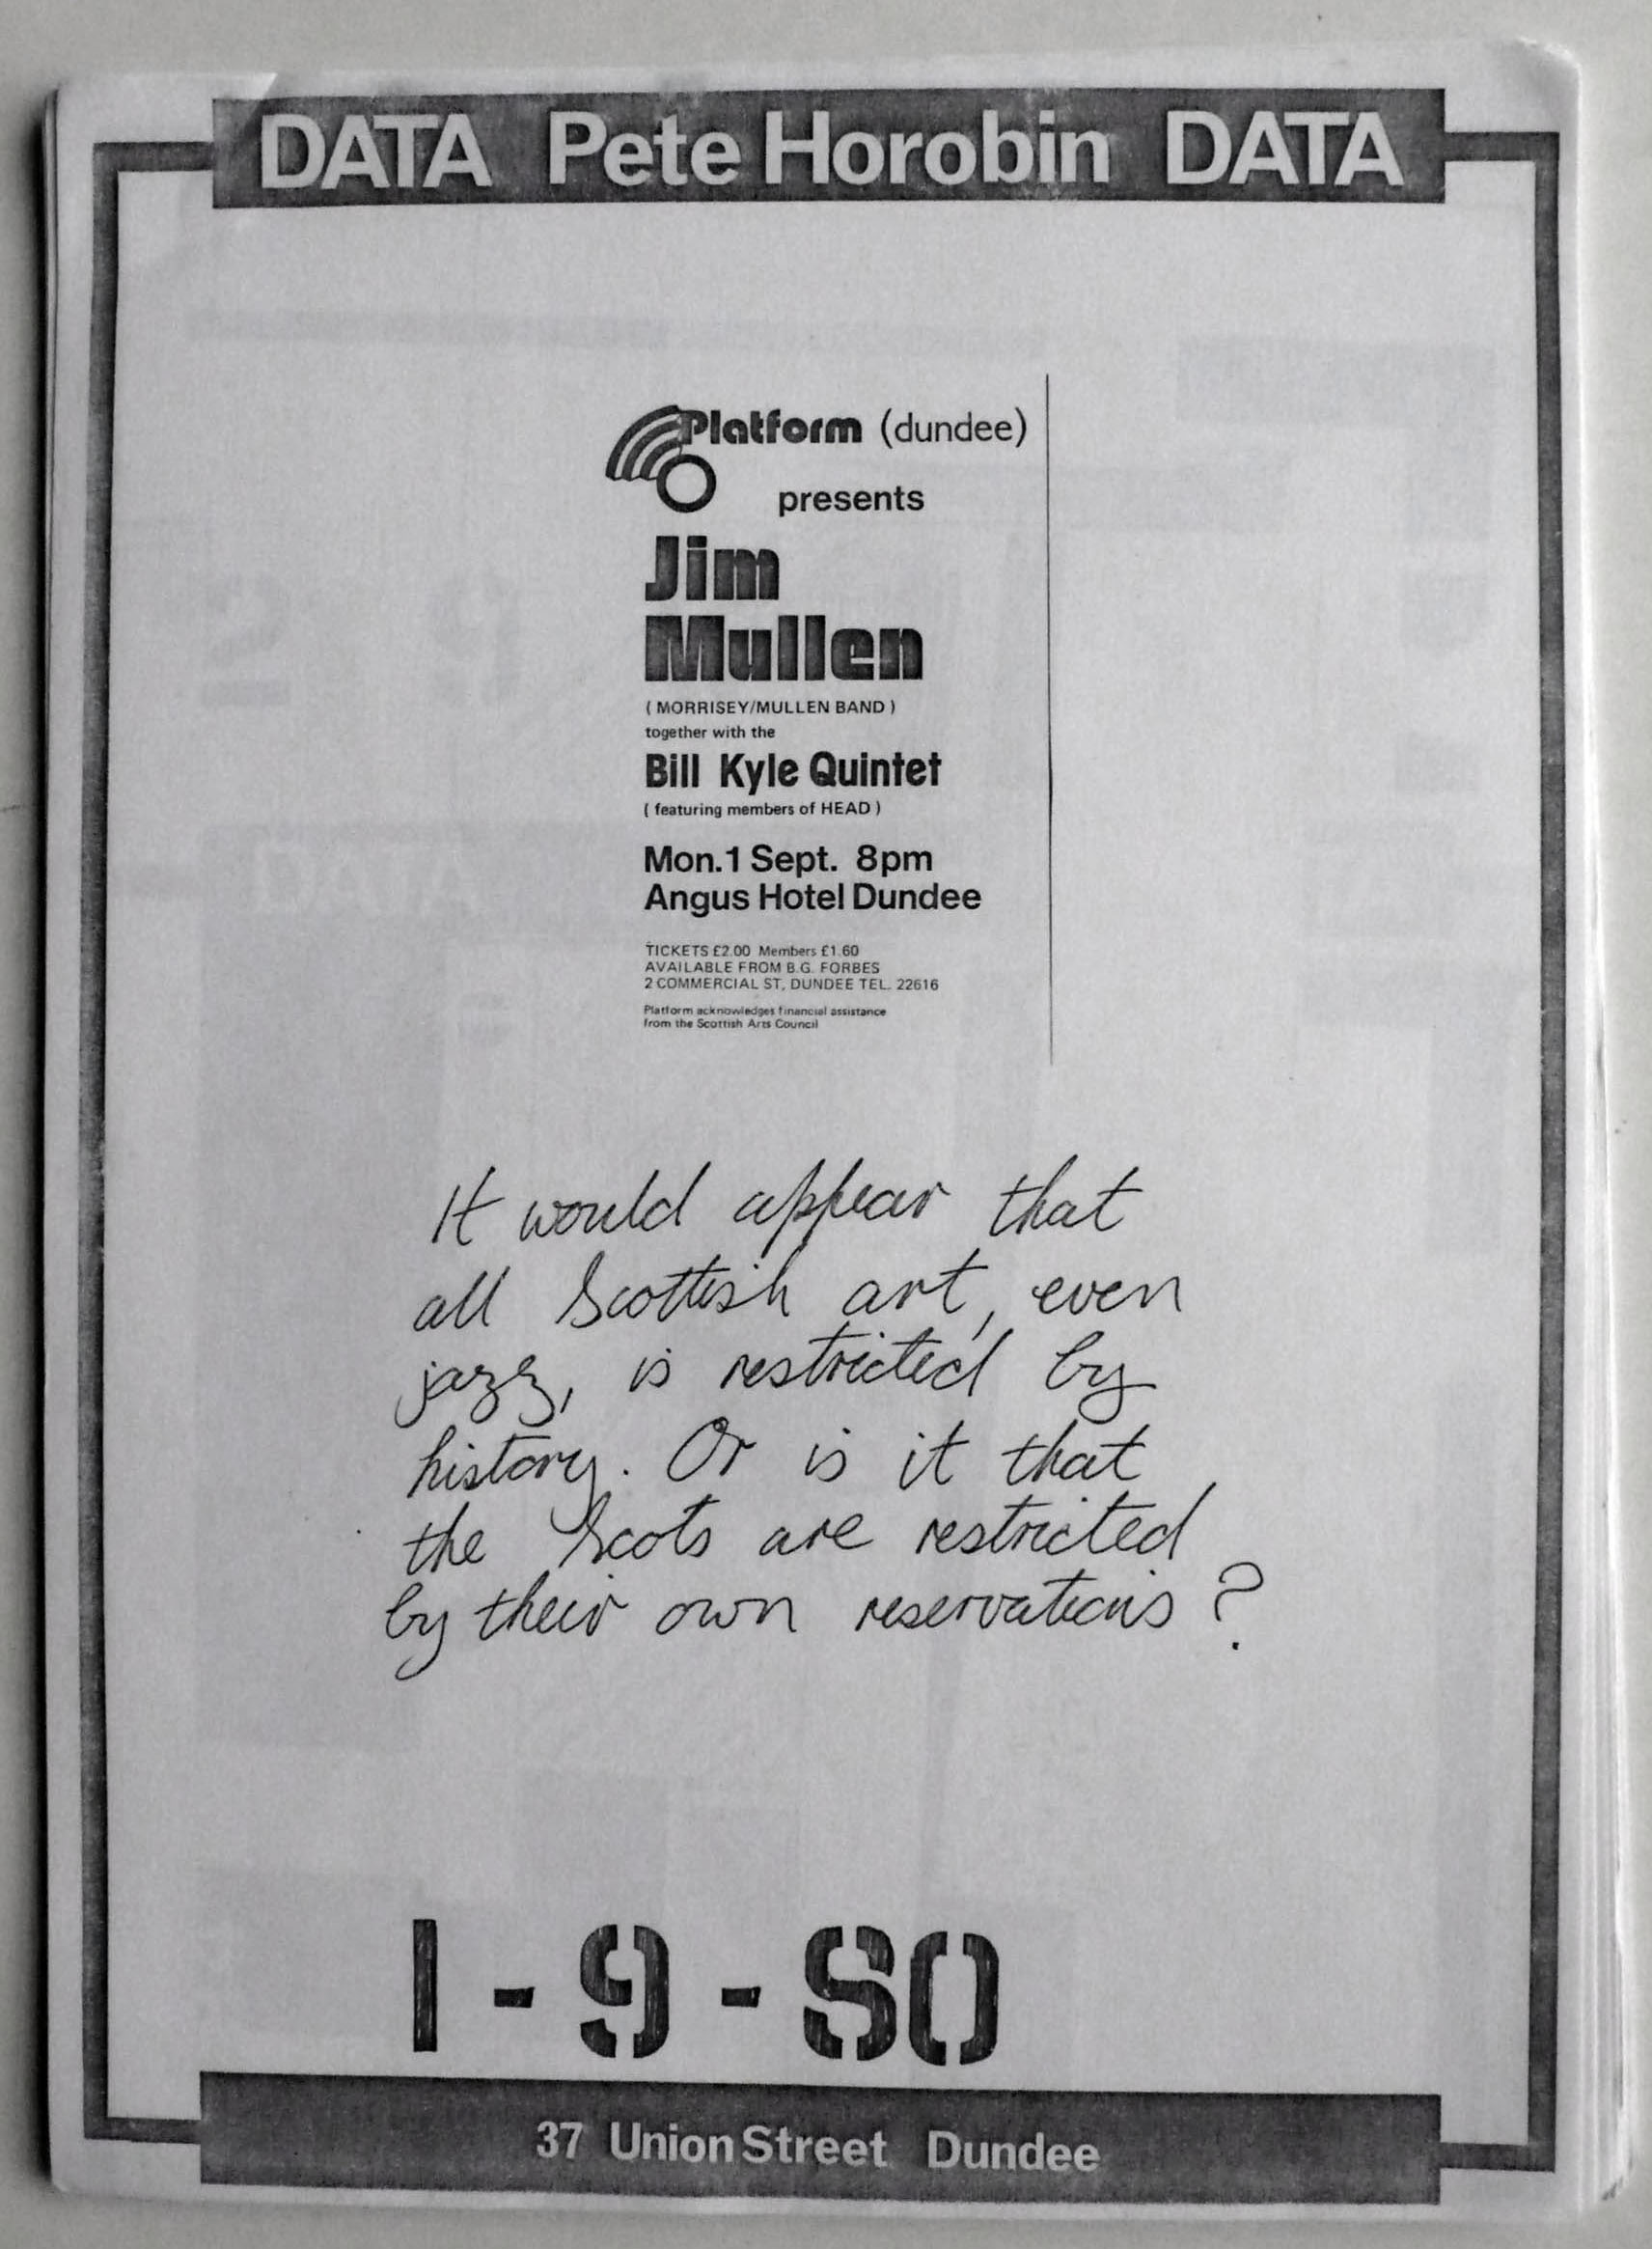 DATA Pete Horobin DATA
Platform (dundee)
presents
Jim
Mullen
( MORRISEY/MULLEN BAND )
together with the
Bill Kyle Quintet
( featuring members of HEAD )
Mon.1 Sept. 8pm
Angus Hotel Dundee
TICKETS £2.00 Members £1.60
AVAILABLE FROM B.G. FORBES
2 COMMERCIAL ST, DUNDEE TEL. 22616
Platform acknowledges financial assistance
from the Scottish Arts Council
It would appear that
all Scottish art, even
jazz, is restricted by
history. Or is it that
the Scots are restricted
by their own reservations ?
1 - 9 - 80
37 Union Street Dundee